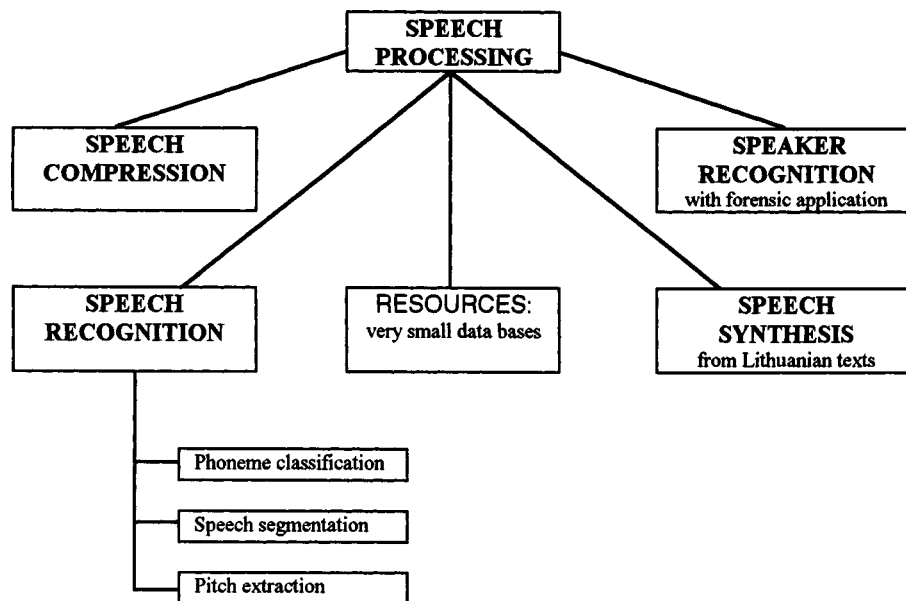 SPEECH
PROCESSING
SPEECH
COMPRESSION
SPEAKER
RECOGNITION
with forensic application
SPEECH
RECOGNITION
RESOURCES:
very small data bases
SPEECH
SYNTHESIS
from Lithuanian texts
Phoneme classification
Speech segmentation
Pitch extraction